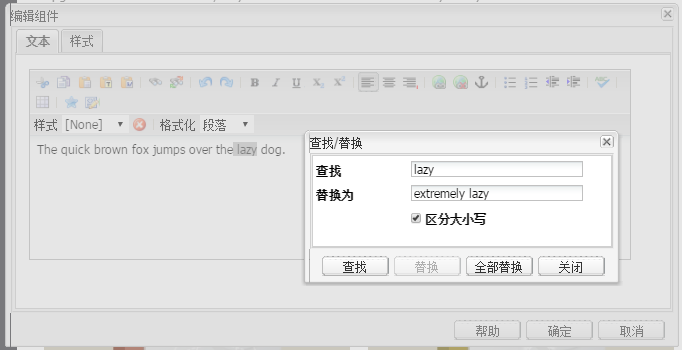 编辑组件
文本 样式
B I U X₂ X²
样式 [None] 格式化 段落
The quick brown fox jumps over the lazy dog.
查找/替换
查找 lazy
替换为 extremely lazy
区分大小写
查找 替换 全部替换 关闭
帮助 确定 取消